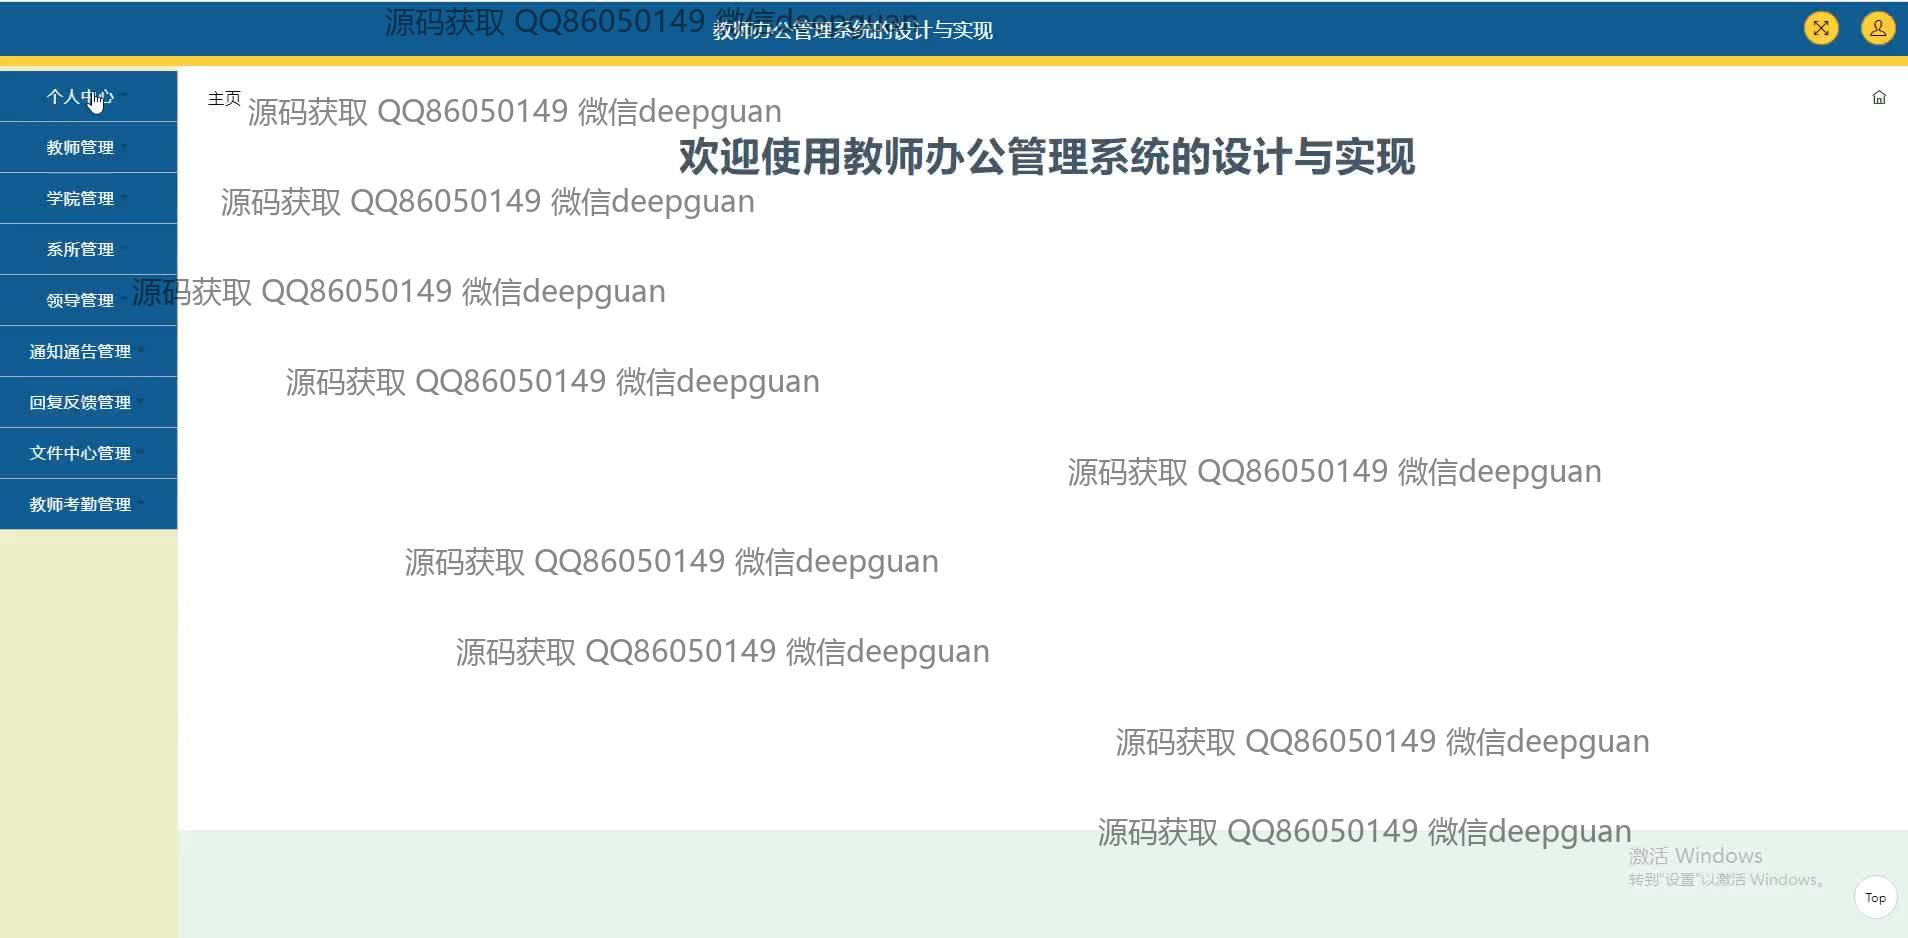 源码获取 QQ86050149 微信deepguan
教师办公管理系统的设计与实现
个人中心
主页
源码获取 QQ86050149 微信deepguan
教师管理
欢迎使用教师办公管理系统的设计与实现
学院管理
源码获取 QQ86050149 微信deepguan
系所管理
领导管理
源码获取 QQ86050149 微信deepguan
通知通告管理
源码获取 QQ86050149 微信deepguan
回复反馈管理
文件中心管理
源码获取 QQ86050149 微信deepguan
教师考勤管理
源码获取 QQ86050149 微信deepguan
源码获取 QQ86050149 微信deepguan
源码获取 QQ86050149 微信deepguan
源码获取 QQ86050149 微信deepguan
激活 Windows
转到“设置”以激活 Windows。
Top